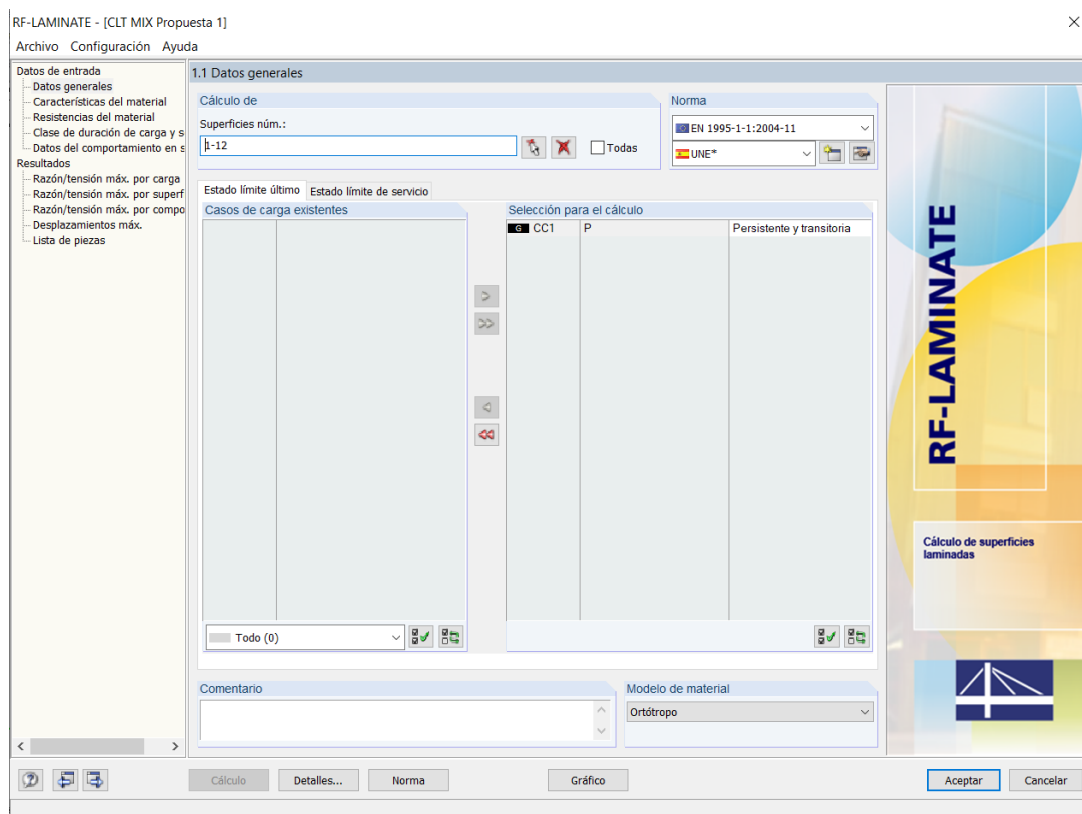 RF-LAMINATE - [CLT MIX Propuesta 1]
Archivo Configuración Ayuda
Datos de entrada
Datos generales
Características del material
Resistencias del material
Clase de duración de carga y s
Datos del comportamiento en s
Resultados
Razón/tensión máx. por carga
Razón/tensión máx. por superf
Razón/tensión máx. por compo
Desplazamientos máx.
Lista de piezas
1.1 Datos generales
Cálculo de
Superficies núm.:
1-12
Todas
Norma
EN 1995-1-1:2004-11
UNE*
Estado límite último Estado límite de servicio
Casos de carga existentes
Selección para el cálculo
G CC1 P Persistente y transitoria
Todo (0)
Comentario
Modelo de material
Ortótropo
RF-LAMINATE
Cálculo de superficies
laminadas
Cálculo Detalles... Norma Gráfico Aceptar Cancelar